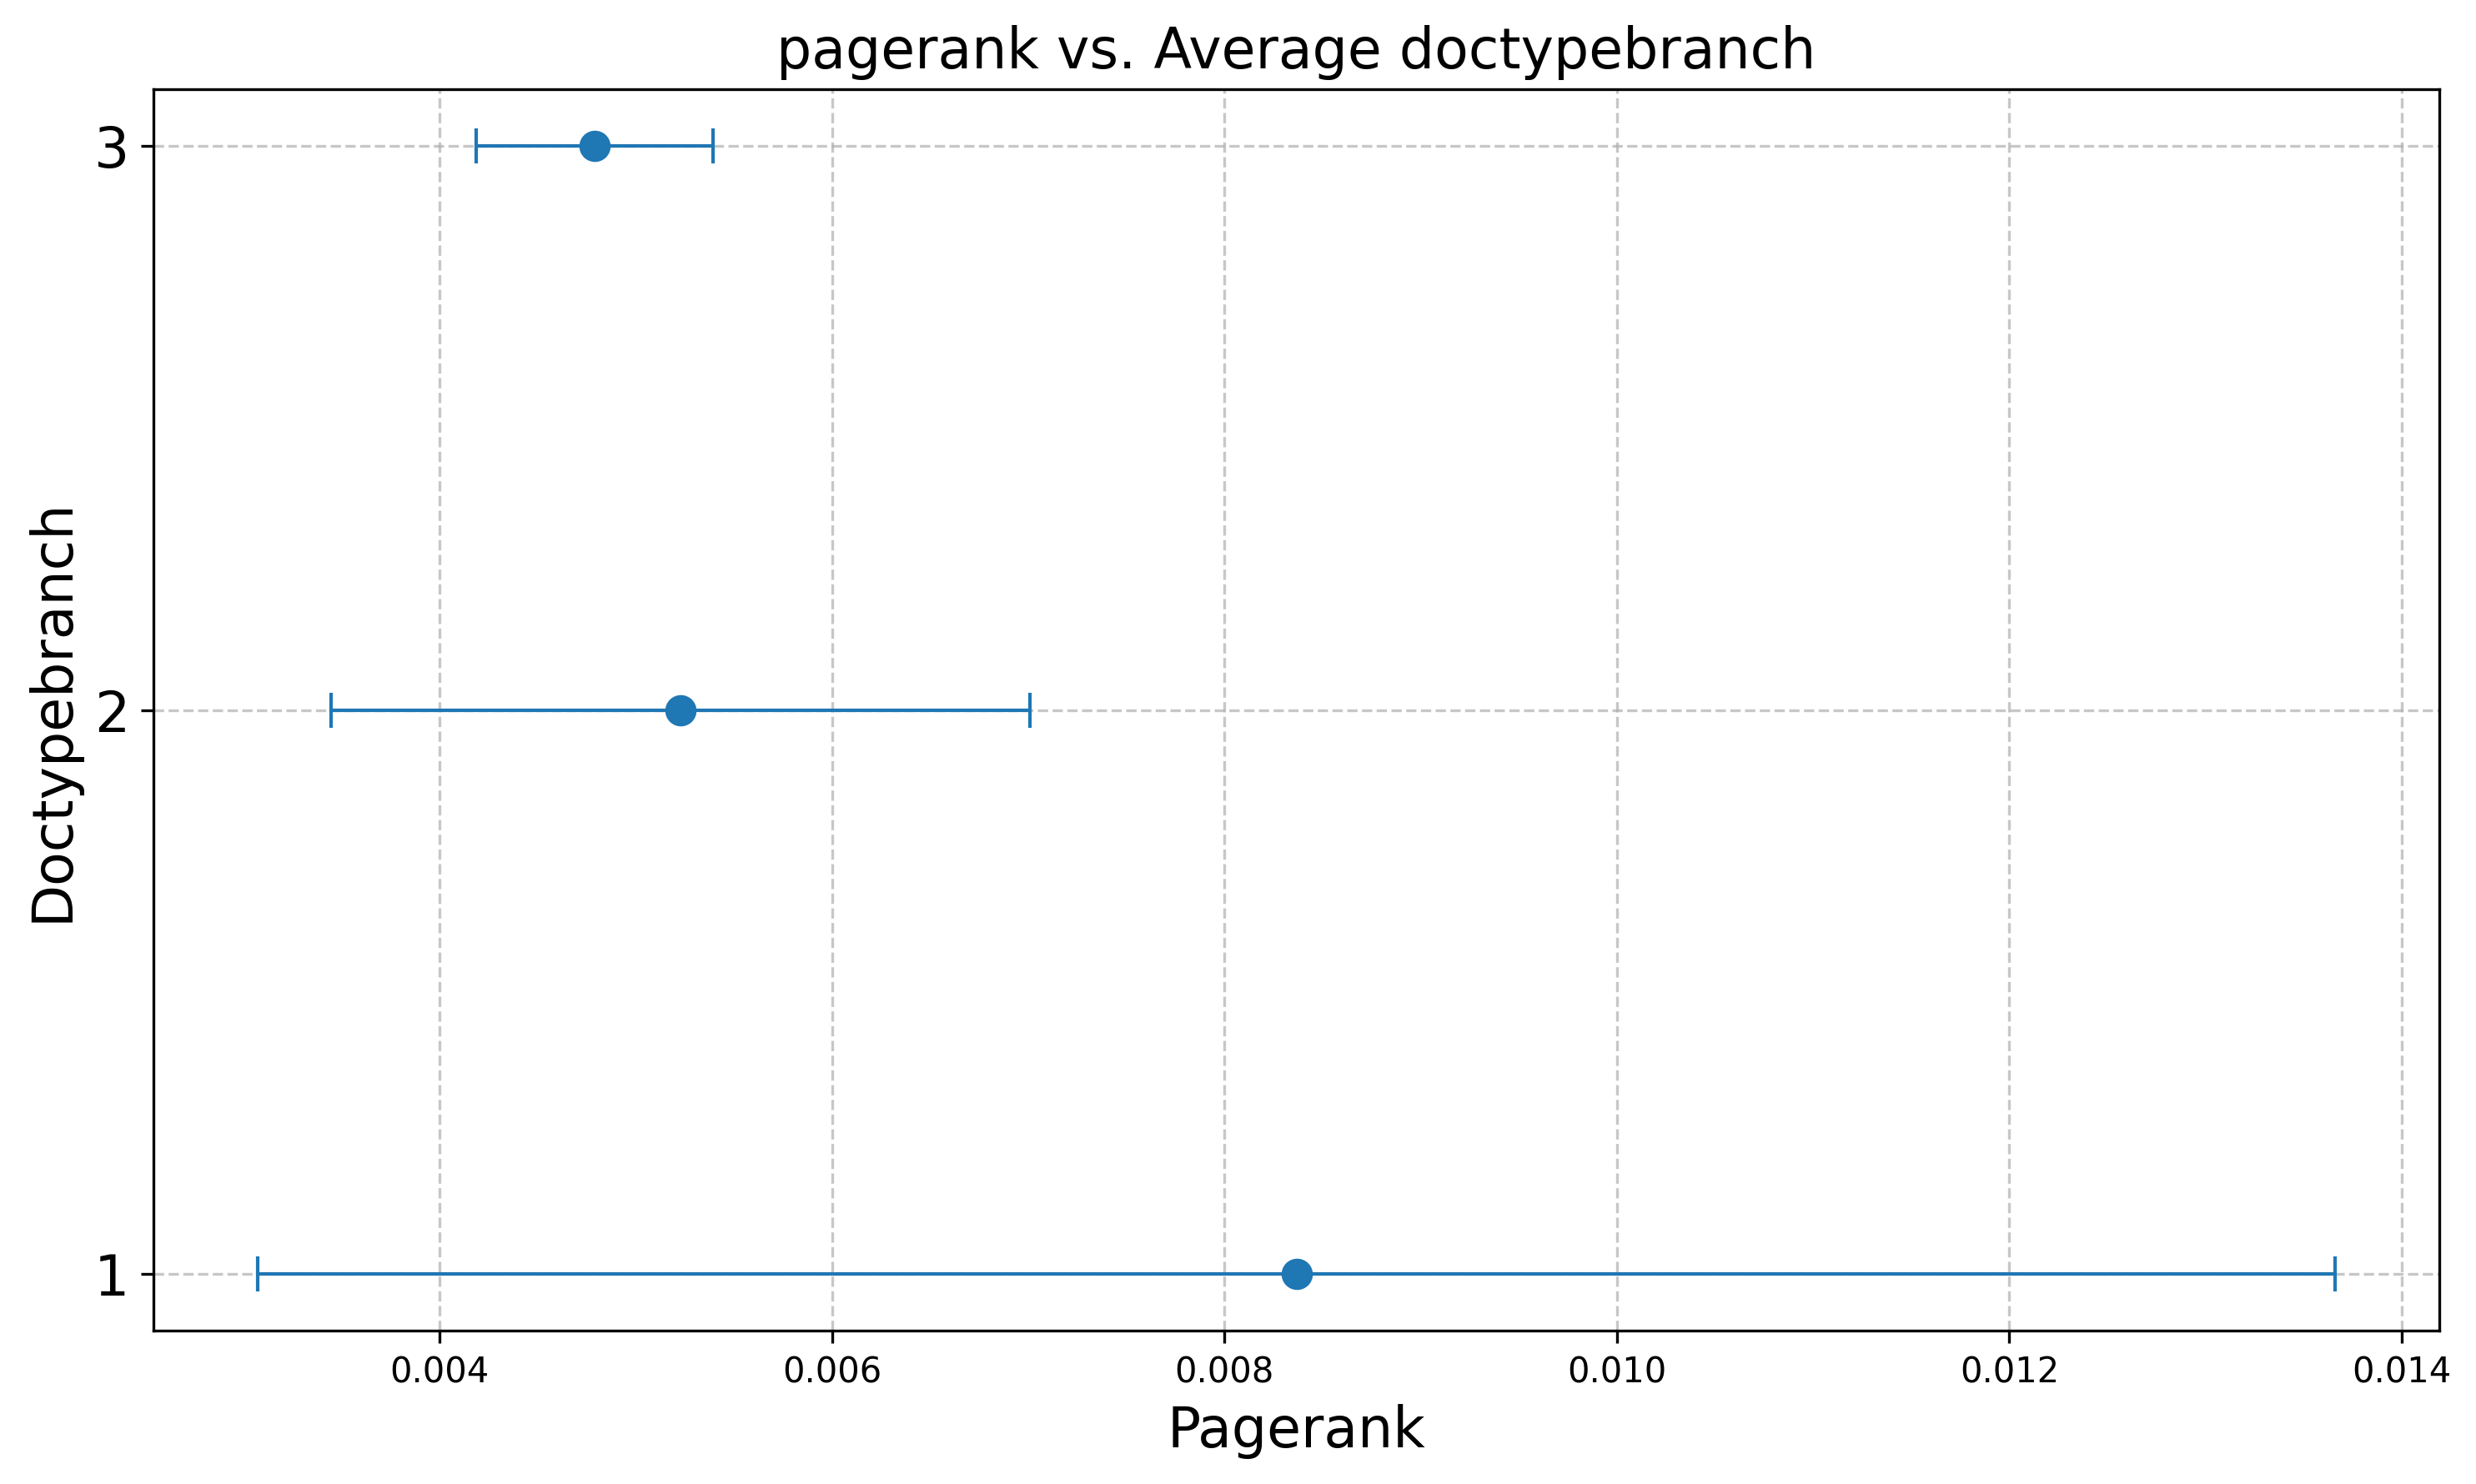 pagerank vs. Average doctypebranch
Doctypebranch
3
2
1
0.004 0.006 0.008 0.010 0.012 0.014
Pagerank